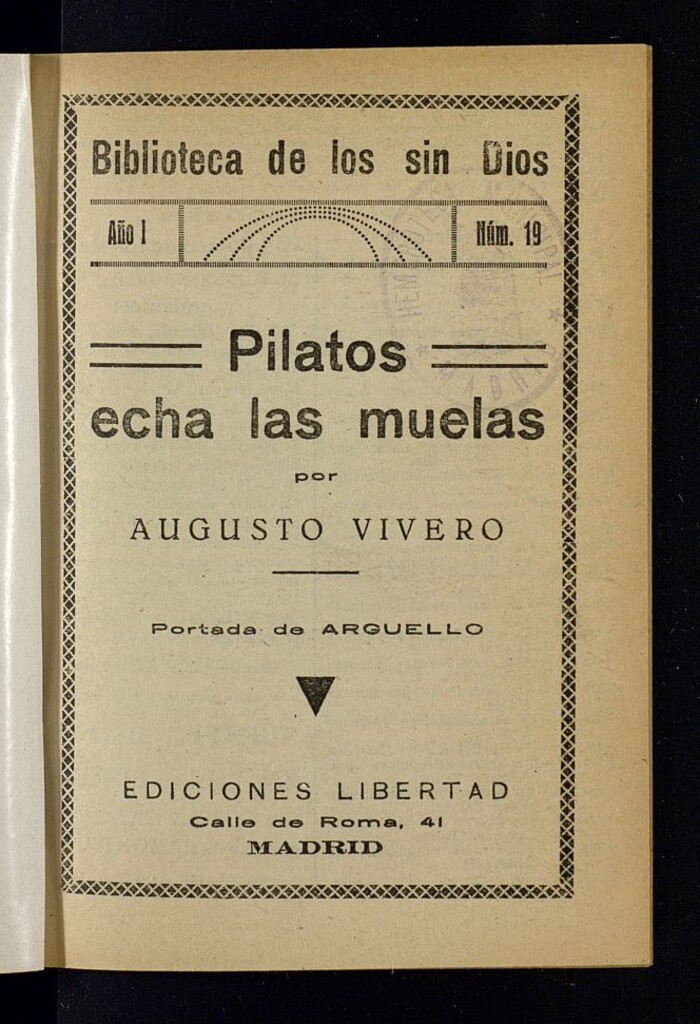 Biblioteca de los sin Dios
Año I
Núm. 19
Pilatos
echa las muelas
por
AUGUSTO VIVERO
Portada de ARGUELLO
EDICIONES LIBERTAD
Calle de Roma, 41
MADRID